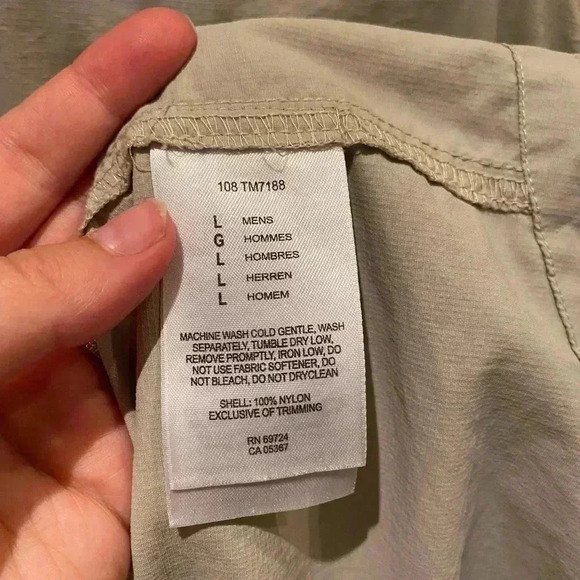 108 TM7188
L MENS
G HOMMES
L HOMBRES
L HERREN
L HOMEM
MACHINE WASH COLD GENTLE, WASH
SEPARATELY, TUMBLE DRY LOW,
REMOVE PROMPTLY, IRON LOW, DO
NOT USE FABRIC SOFTENER, DO
NOT BLEACH, DO NOT DRYCLEAN
SHELL: 100% NYLON
EXCLUSIVE OF TRIMMING
RN 69724
CA 05367